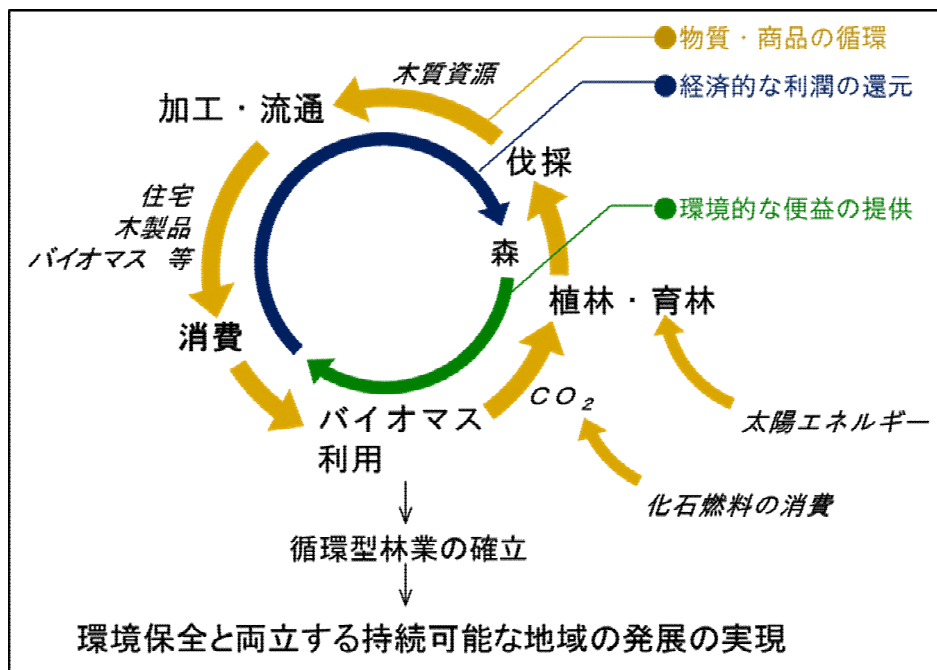 ●物質・商品の循環
木質資源
●経済的な利潤の還元
加工・流通
伐採
住宅
木製品
バイオマス 等
●環境的な便益の提供
森
植林・育林
消費
CO₂
バイオマス
利用
太陽エネルギー
化石燃料の消費
循環型林業の確立
環境保全と両立する持続可能な地域の発展の実現